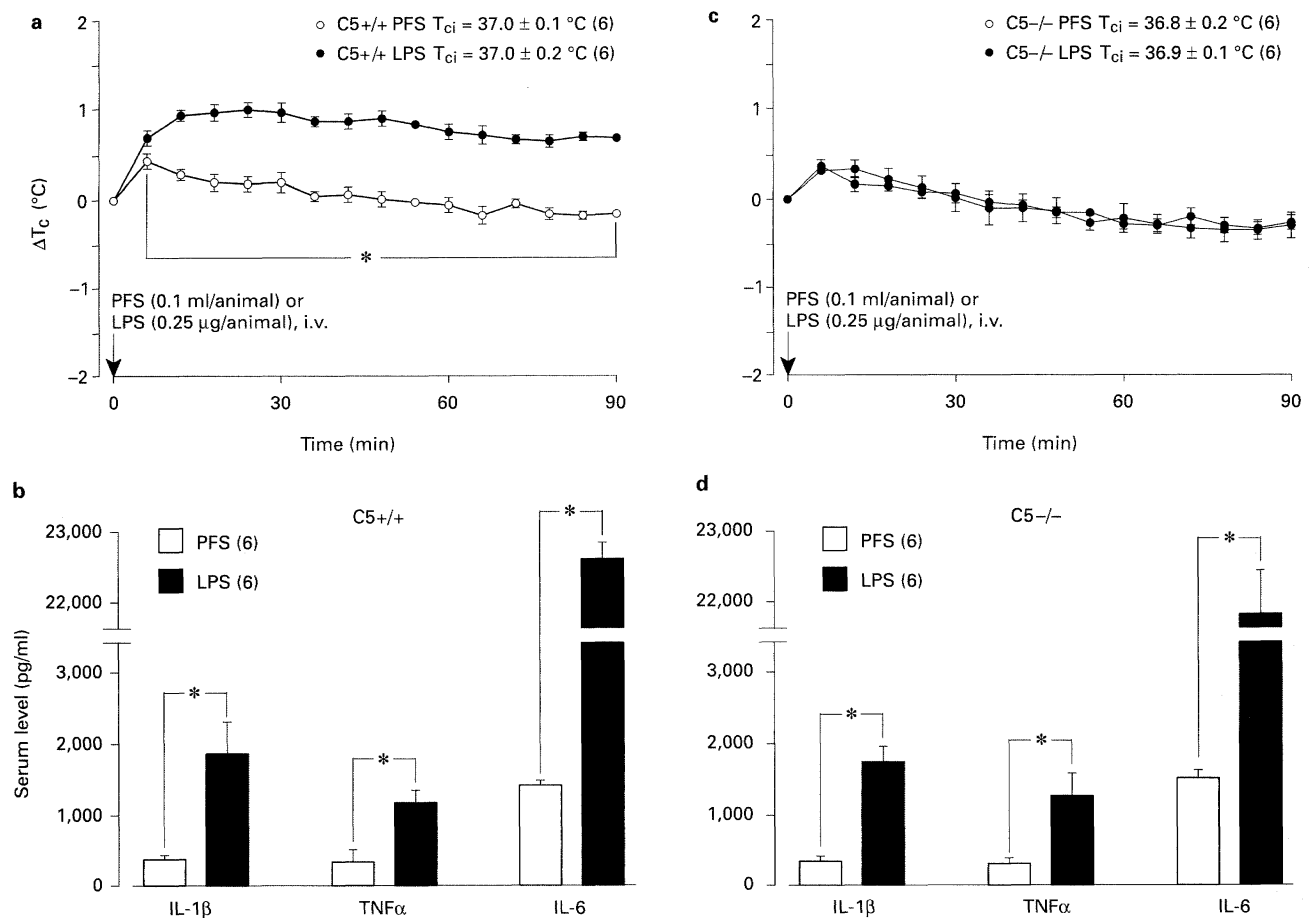 a
C5+/+ PFS Tci = 37.0 ± 0.1 °C (6)
C5+/+ LPS Tci = 37.0 ± 0.2 °C (6)
2
1
0
−1
−2
ΔTc (°C)
*
PFS (0.1 ml/animal) or
LPS (0.25 µg/animal), i.v.
0
30
60
90
Time (min)
c
C5−/− PFS Tci = 36.8 ± 0.2 °C (6)
C5−/− LPS Tci = 36.9 ± 0.1 °C (6)
2
1
0
−1
−2
PFS (0.1 ml/animal) or
LPS (0.25 µg/animal), i.v.
0
30
60
90
Time (min)
b
C5+/+
PFS (6)
LPS (6)
23,000
22,000
3,000
2,000
1,000
0
Serum level (pg/ml)
*
*
*
IL-1β
TNFα
IL-6
d
C5−/−
PFS (6)
LPS (6)
23,000
22,000
3,000
2,000
1,000
0
*
*
*
IL-1β
TNFα
IL-6